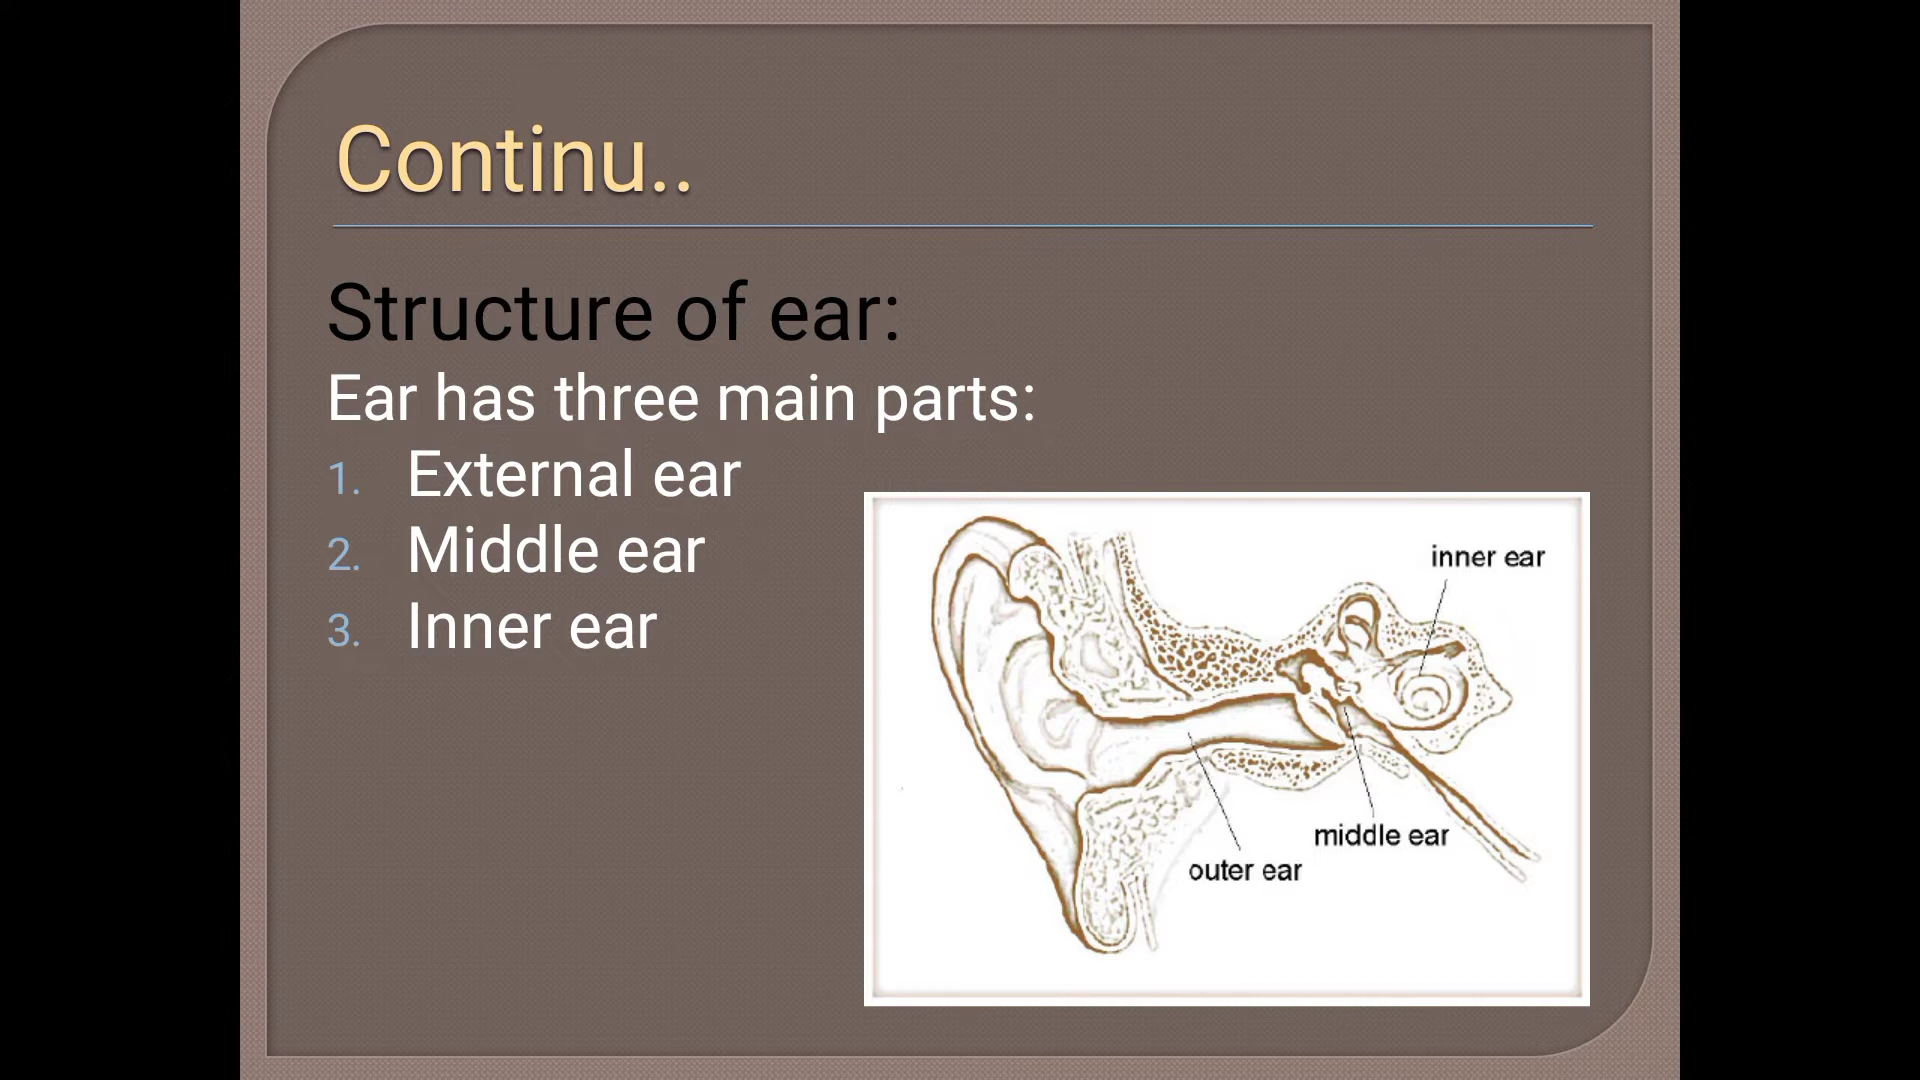 Continu..
Structure of ear:
Ear has three main parts:
1. External ear
2. Middle ear
3. Inner ear
inner ear
middle ear
outer ear